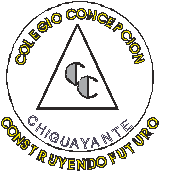 COLEGIO CONCEPCION
CC
CHIGUAYANTE
CONSTRUYENDO FUTURO